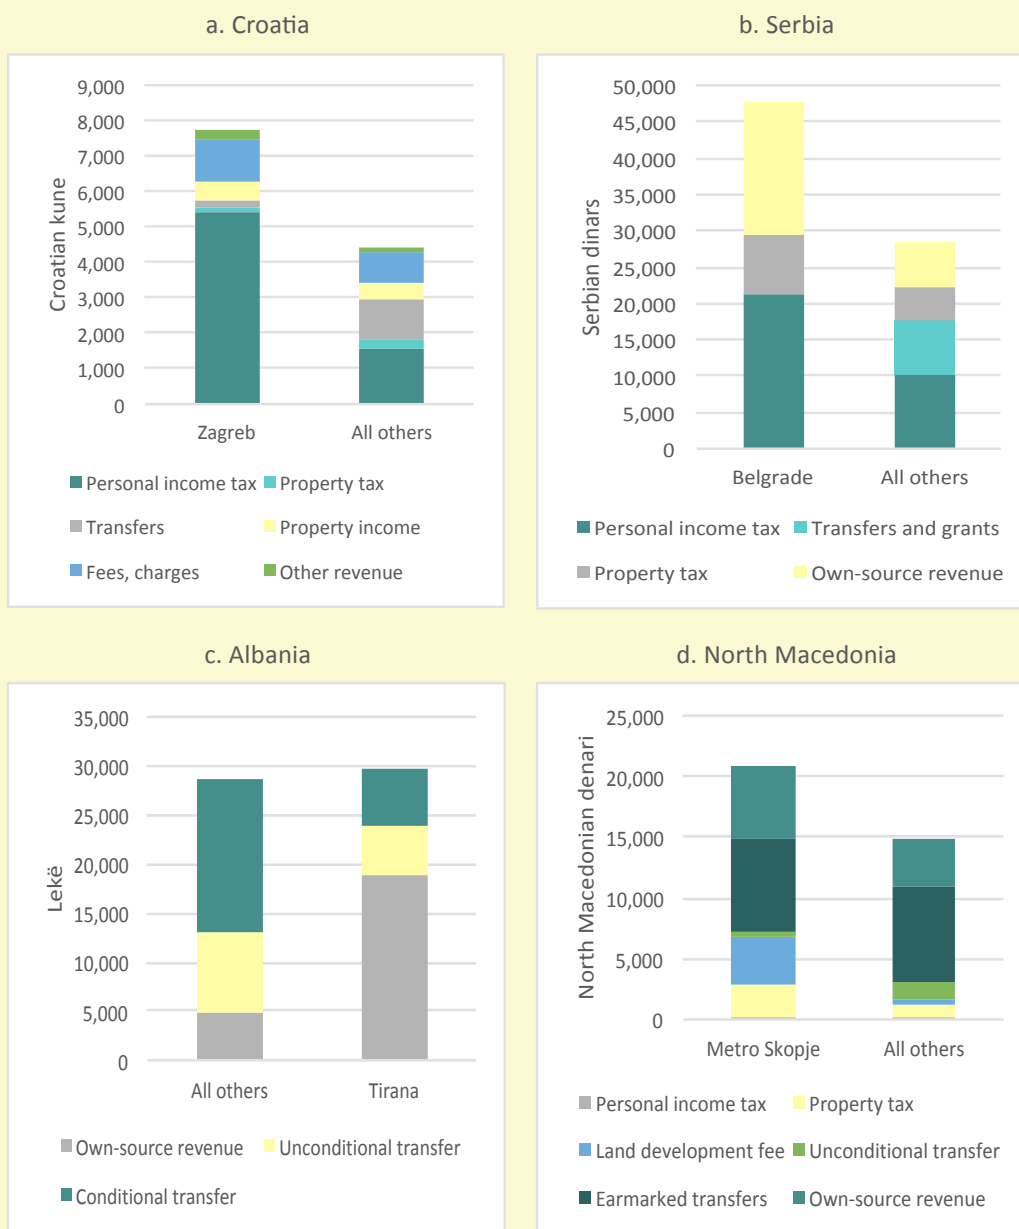 a. Croatia
9,000
8,000
7,000
6,000
5,000
4,000
3,000
2,000
1,000
0
Croatian kune
Zagreb All others
Personal income tax Property tax
Transfers Property income
Fees, charges Other revenue
b. Serbia
50,000
45,000
40,000
35,000
30,000
25,000
20,000
15,000
10,000
5,000
0
Serbian dinars
Belgrade All others
Personal income tax Transfers and grants
Property tax Own-source revenue
c. Albania
35,000
30,000
25,000
20,000
15,000
10,000
5,000
0
Lekë
All others Tirana
Own-source revenue Unconditional transfer
Conditional transfer
d. North Macedonia
25,000
20,000
15,000
10,000
5,000
0
North Macedonian denari
Metro Skopje All others
Personal income tax Property tax
Land development fee Unconditional transfer
Earmarked transfers Own-source revenue